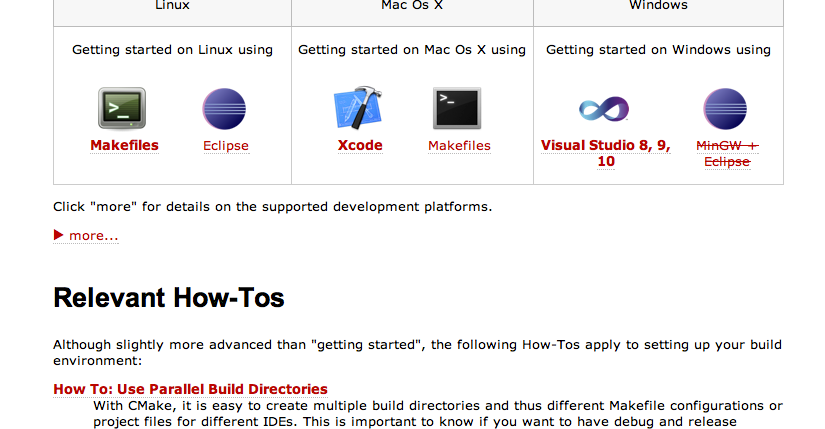 Linux Mac Os X Windows
Getting started on Linux using Getting started on Mac Os X using Getting started on Windows using
Makefiles Eclipse Xcode Makefiles Visual Studio 8, 9, MinGW +
10 Eclipse
Click "more" for details on the supported development platforms.
▶ more...
Relevant How-Tos
Although slightly more advanced than "getting started", the following How-Tos apply to setting up your build
environment:
How To: Use Parallel Build Directories
With CMake, it is easy to create multiple build directories and thus different Makefile configurations or
project files for different IDEs. This is important to know if you want to have debug and release